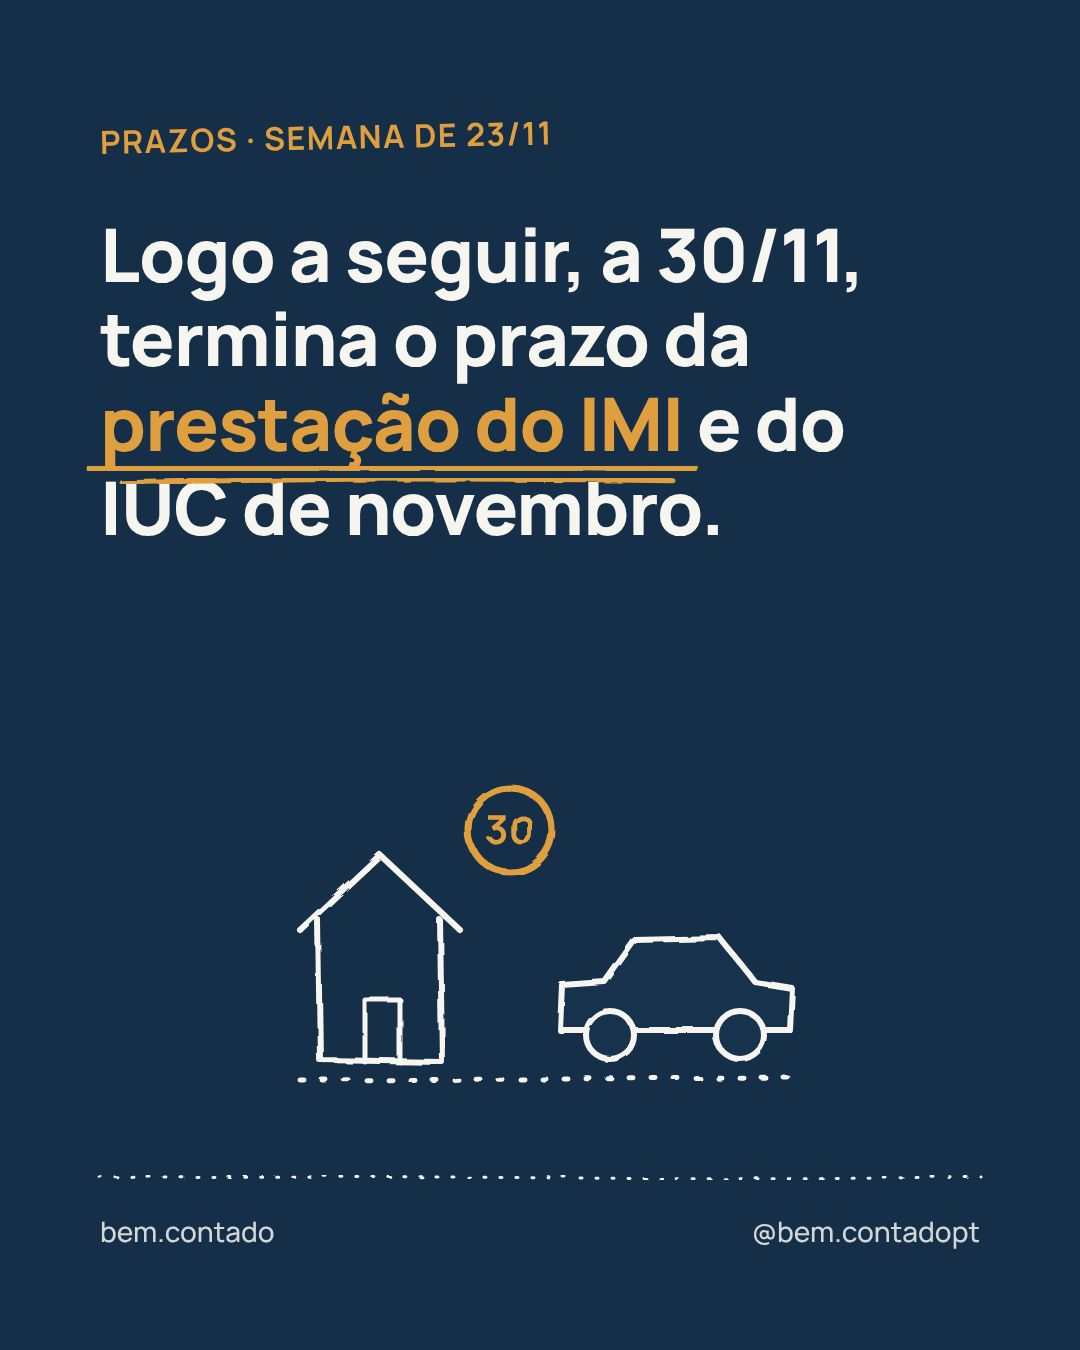 PRAZOS · SEMANA DE 23/11
Logo a seguir, a 30/11,
termina o prazo da
prestação do IMI e do
IUC de novembro.
30
bem.contado
@bem.contadopt